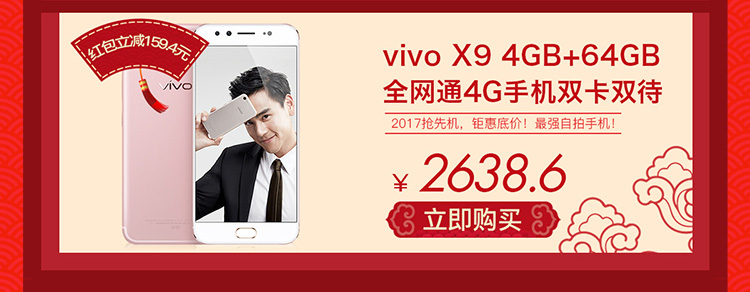 红包立减159.4元
vivo
vivo X9 4GB+64GB
全网通4G手机双卡双待
2017抢先机，钜惠底价！最强自拍手机！
¥ 2638.6
立即购买